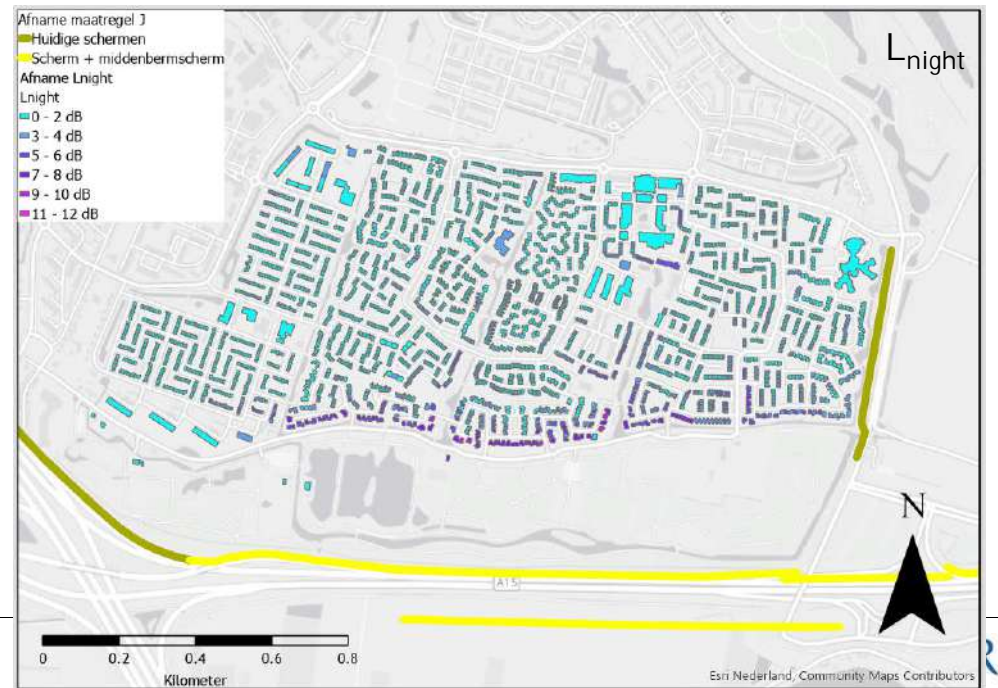 Afname maatregel J
Huidige schermen
Scherm + middenbermscherm
Afname Lnight
Lnight
0 - 2 dB
3 - 4 dB
5 - 6 dB
7 - 8 dB
9 - 10 dB
11 - 12 dB
Lnight
A15
N
0 0.2 0.4 0.6 0.8
Kilometer
Esri Nederland, Community Maps Contributors